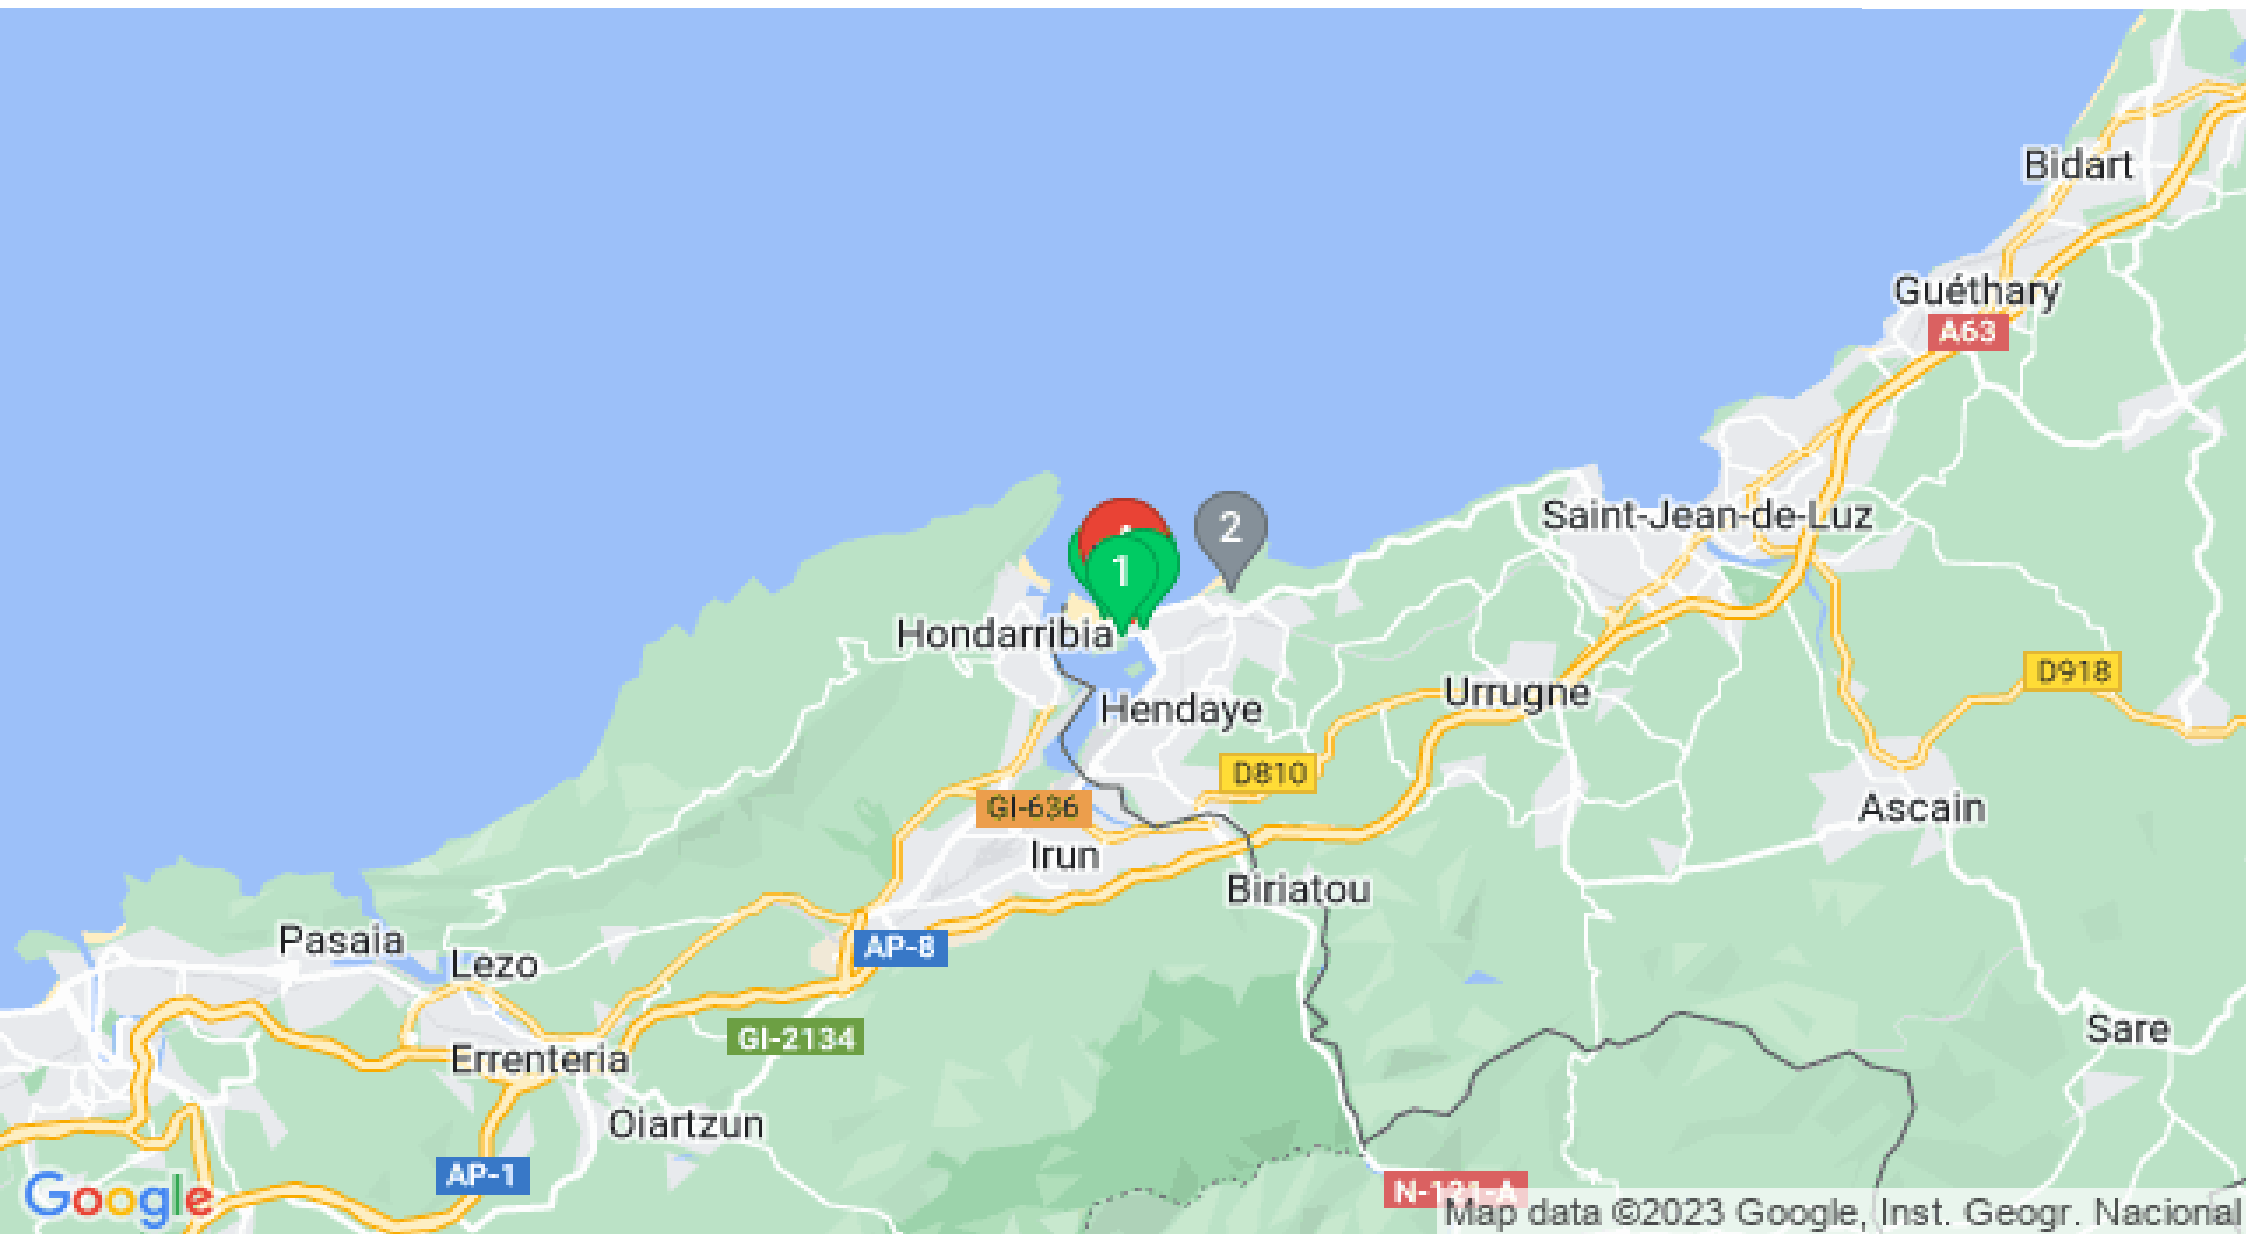 Bidart
Guéthary
A63
2
1
Saint-Jean-de-Luz
Hondarribia
D918
Urrugne
Hendaye
D810
GI-636
Ascain
Irun
Biriatou
Pasaia
AP-8
Lezo
Sare
GI-2134
Errenteria
Oiartzun
AP-1
N-121-A
Google
Map data ©2023 Google, Inst. Geogr. Nacional